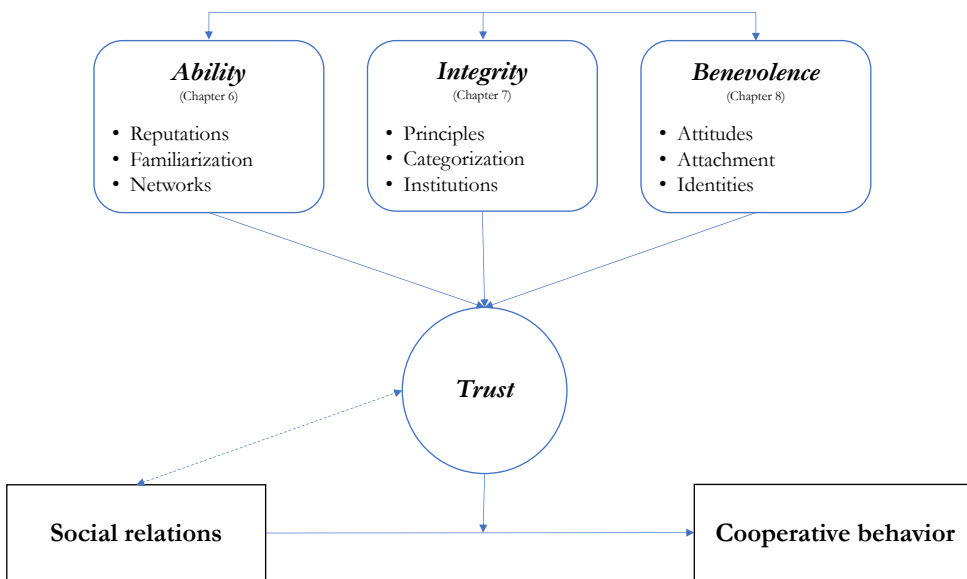 Ability
(Chapter 6)
• Reputations
• Familiarization
• Networks
Integrity
(Chapter 7)
• Principles
• Categorization
• Institutions
Benevolence
(Chapter 8)
• Attitudes
• Attachment
• Identities
Trust
Social relations
Cooperative behavior